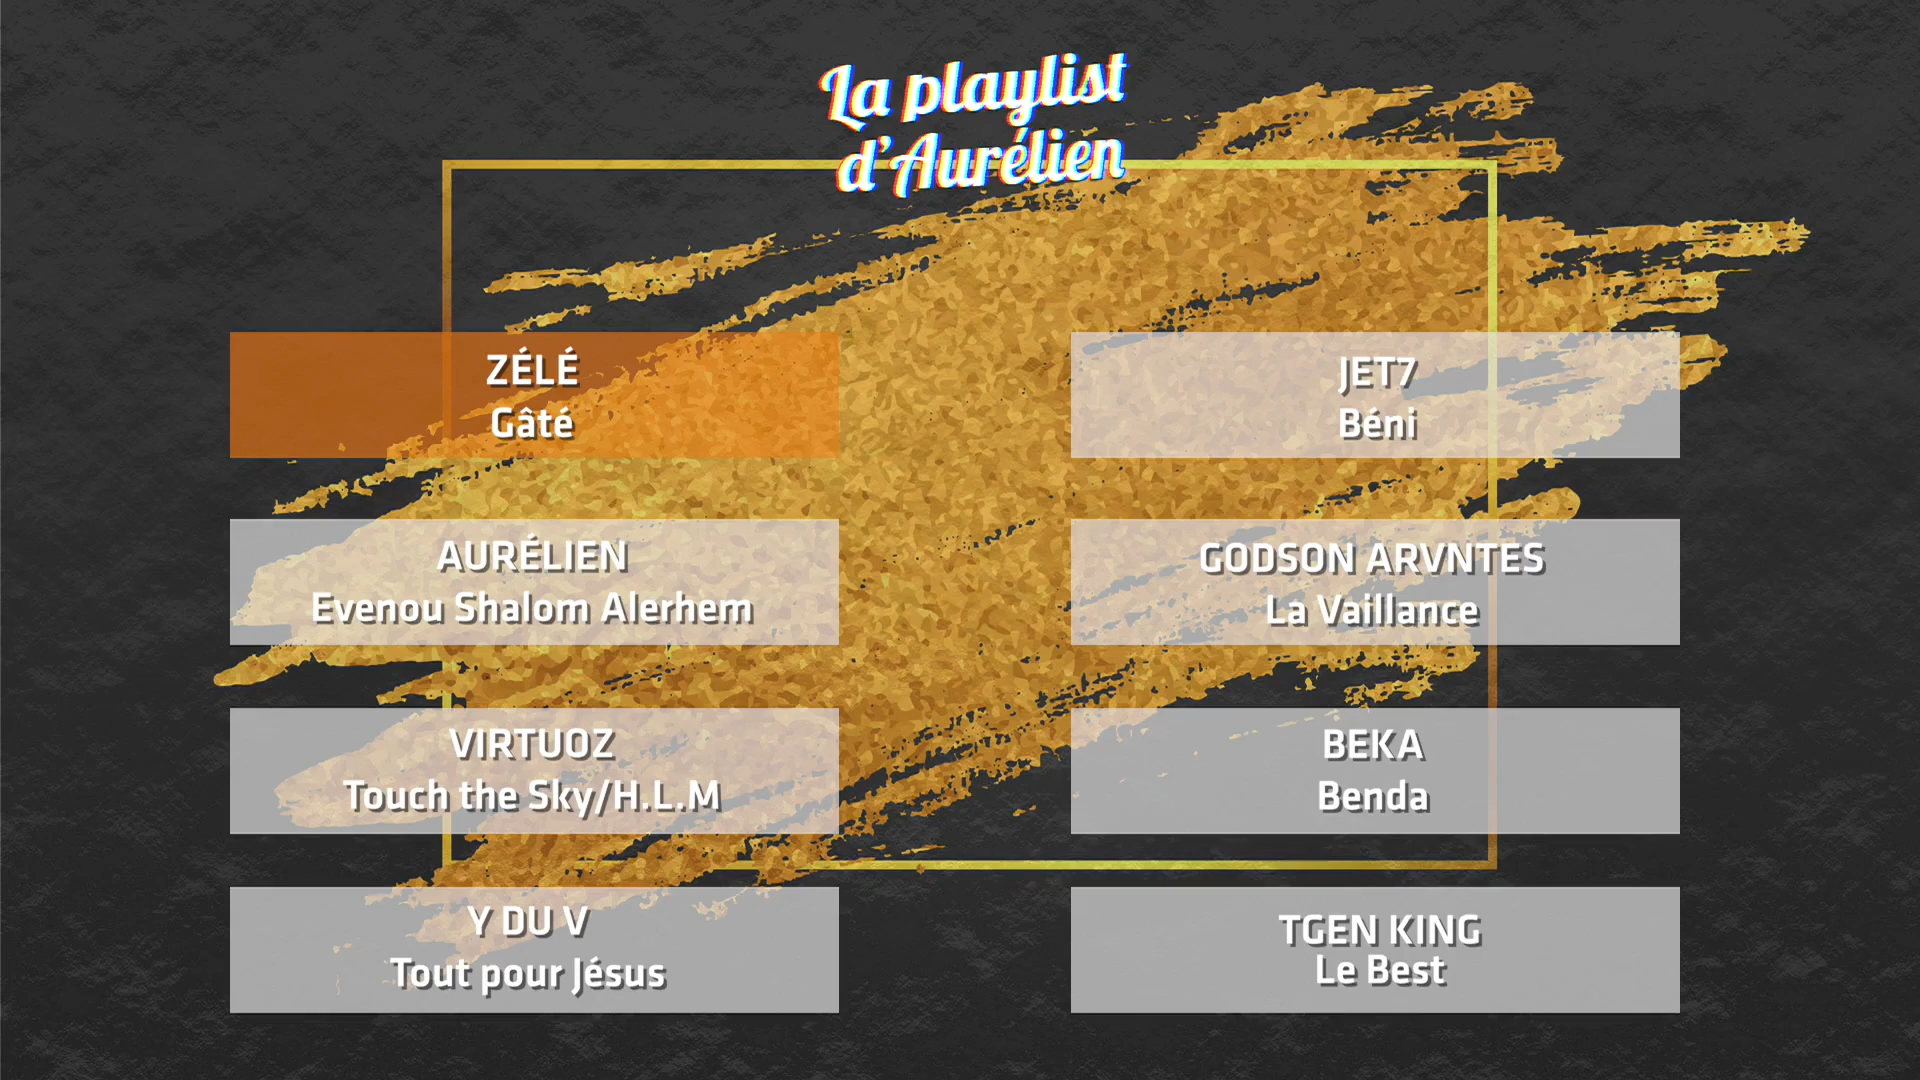 La playlist
d'Aurélien
ZÉLÉ
Gâté
JET7
Béni
AURÉLIEN
Evenou Shalom Alerhem
GODSON ARVNTES
La Vaillance
VIRTUOZ
Touch the Sky/H.L.M
BEKA
Benda
Y DU V
Tout pour Jésus
TGEN KING
Le Best